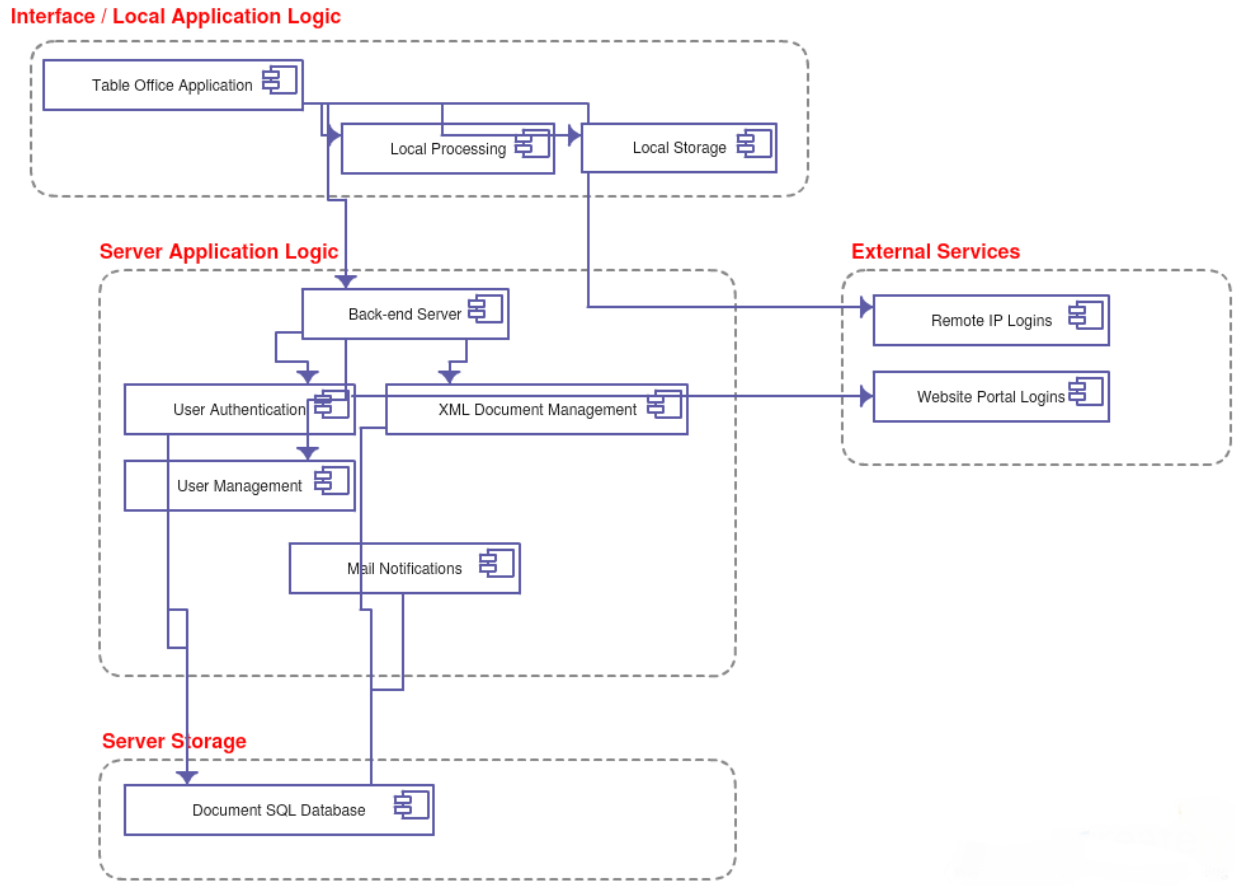 Interface / Local Application Logic
Table Office Application
Local Processing
Local Storage
Server Application Logic
External Services
Back-end Server
Remote IP Logins
User Authentication
XML Document Management
Website Portal Logins
User Management
Mail Notifications
Server Storage
Document SQL Database